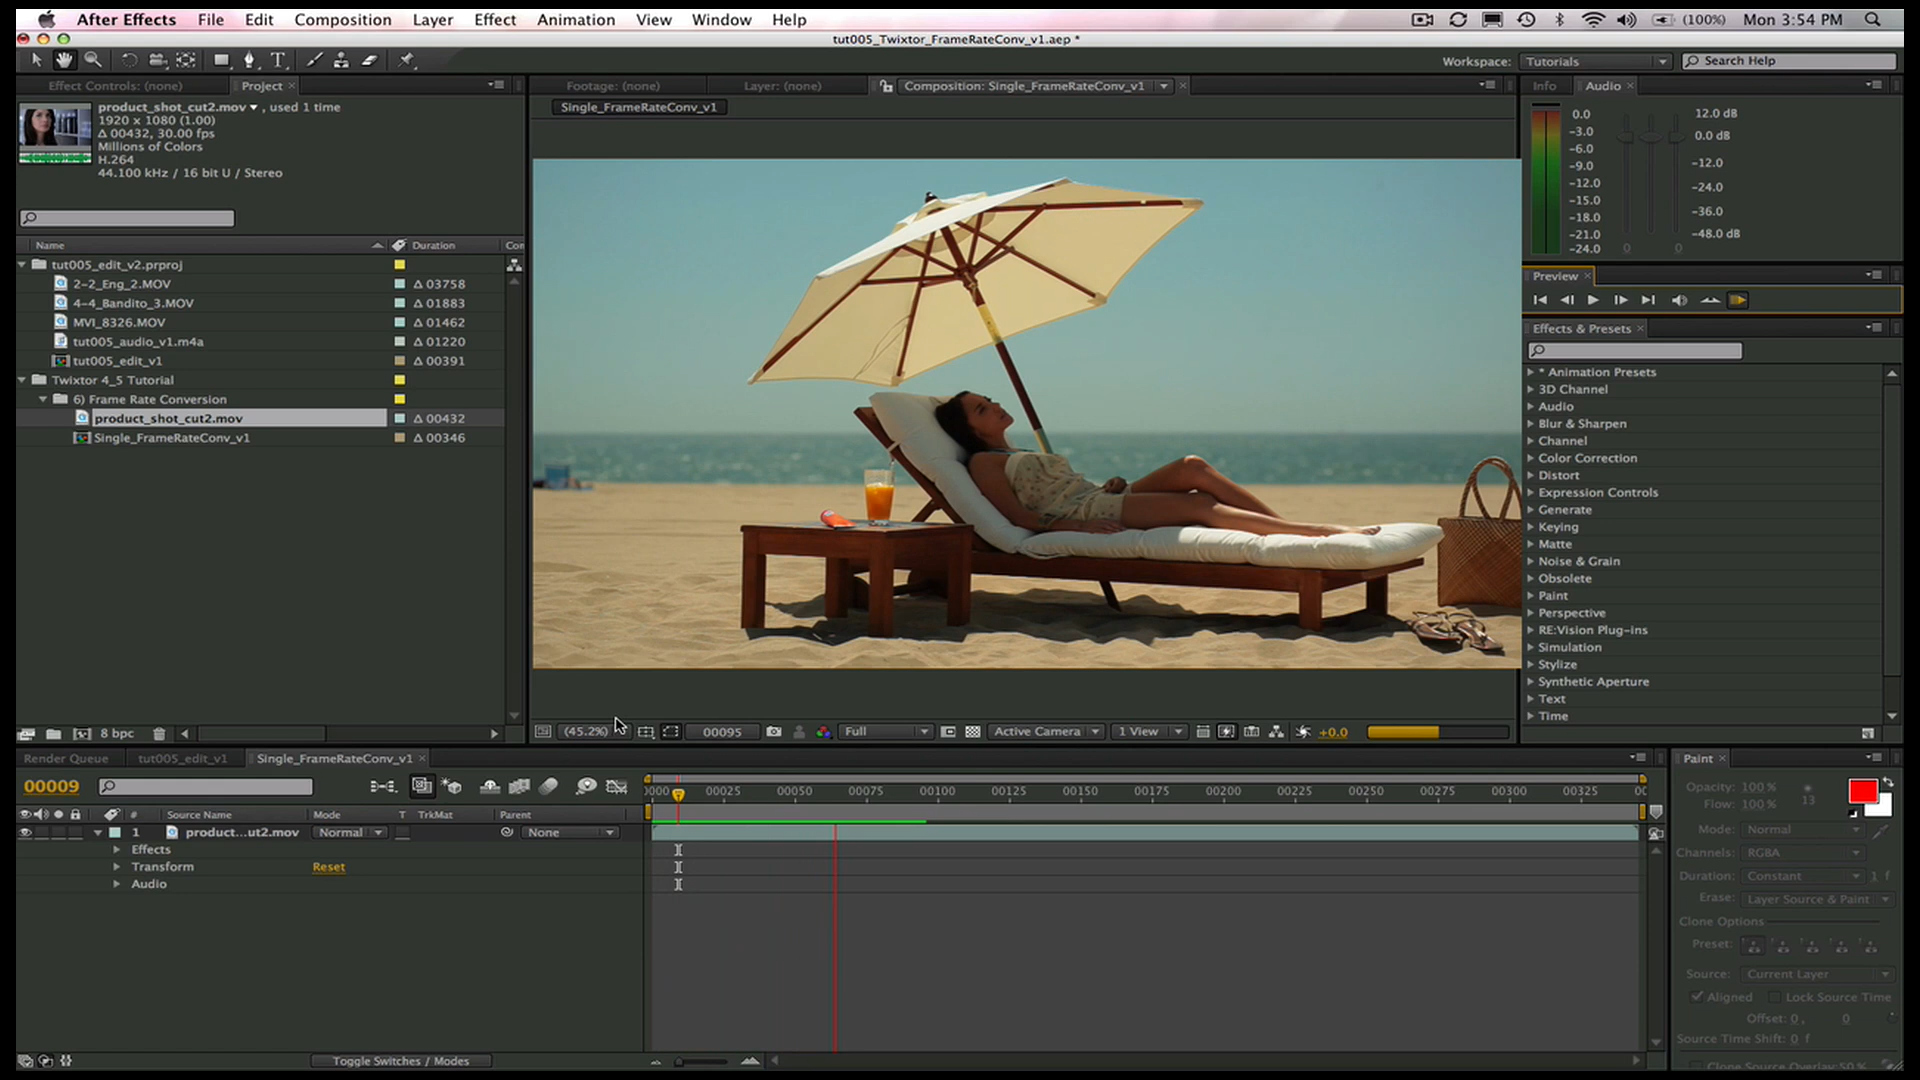 After Effects File Edit Composition Layer Effect Animation View Window Help (100%) Mon 3:54 PM
tut005_Twixtor_FrameRateConv_v1.aep *
Workspace: Tutorials Search Help
Effect Controls: (none) Project Footage: (none) Layer: (none) Composition: Single_FrameRateConv_v1 Info Audio
product_shot_cut2.mov , used 1 time
1920 x 1080 (1.00)
Δ 00432, 30.00 fps
Millions of Colors
H.264
44.100 kHz / 16 bit U / Stereo
Single_FrameRateConv_v1
0.0
-3.0
-6.0
-9.0
-12.0
-15.0
-18.0
-21.0
-24.0
12.0 dB
0.0 dB
-12.0
-24.0
-36.0
-48.0 dB
0 0
Name Duration
tut005_edit_v2.prproj
2-2_Eng_2.MOV Δ 03758
4-4_Bandito_3.MOV Δ 01883
MVI_8326.MOV Δ 01462
tut005_audio_v1.m4a Δ 01220
tut005_edit_v1 Δ 00391
Twixtor 4_5 Tutorial
6) Frame Rate Conversion
product_shot_cut2.mov Δ 00432
Single_FrameRateConv_v1 Δ 00346
8 bpc
Preview
Effects & Presets
* Animation Presets
3D Channel
Audio
Blur & Sharpen
Channel
Color Correction
Distort
Expression Controls
Generate
Keying
Matte
Noise & Grain
Obsolete
Paint
Perspective
RE:Vision Plug-ins
Simulation
Stylize
Synthetic Aperture
Text
Time
(45.2%) 00095 Full Active Camera 1 View +0.0
Render Queue tut005_edit_v1 Single_FrameRateConv_v1
00009
0000 00025 00050 00075 00100 00125 00150 00175 00200 00225 00250 00275 00300 00325
# Source Name Mode T TrkMat Parent
1 product...ut2.mov Normal None
Effects
Transform Reset
Audio
Toggle Switches / Modes
Paint
Opacity: 100 %
Flow: 100 % 13
Mode: Normal
Channels: RGBA
Duration: Constant 1 f
Erase: Layer Source & Paint
Clone Options
Preset:
Source: Current Layer
Aligned Lock Source Time
Offset: 0, 0
Source Time Shift: 0 f
Clone Source Overlay: 50 %